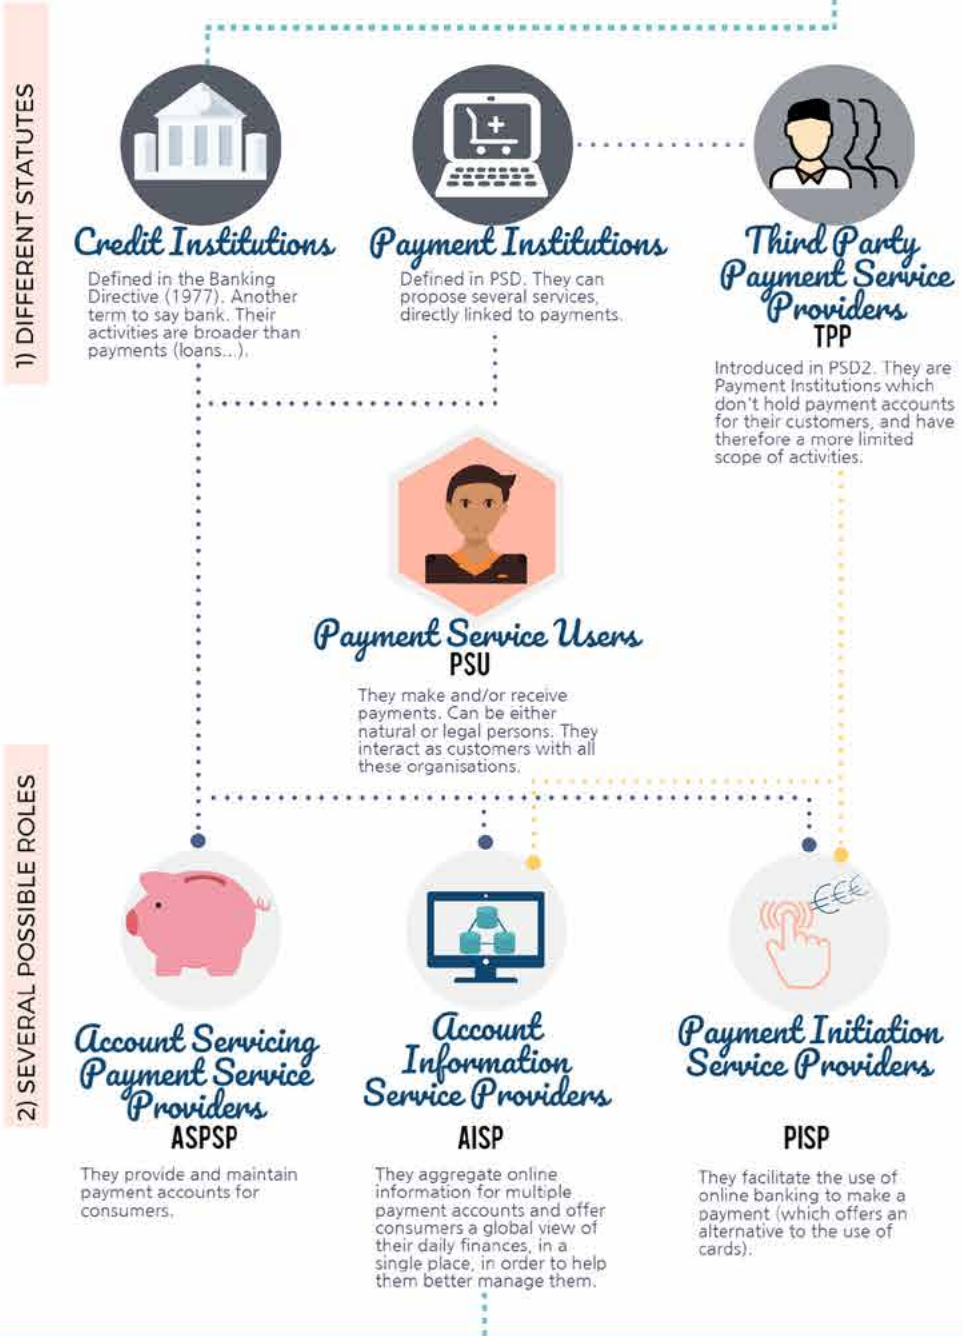 1) DIFFERENT STATUTES
Credit Institutions
Defined in the Banking
Directive (1977). Another
term to say bank. Their
activities are broader than
payments (loans...).
Payment Institutions
Defined in PSD. They can
propose several services,
directly linked to payments.
Third Party
Payment Service
Providers
TPP
Introduced in PSD2. They are
Payment Institutions which
don't hold payment accounts
for their customers, and have
therefore a more limited
scope of activities.
Payment Service Users
PSU
They make and/or receive
payments. Can be either
natural or legal persons. They
interact as customers with all
these organisations.
2) SEVERAL POSSIBLE ROLES
Account Servicing
Payment Service
Providers
ASPSP
They provide and maintain
payment accounts for
consumers.
Account
Information
Service Providers
AISP
They aggregate online
information for multiple
payment accounts and offer
consumers a global view of
their daily finances, in a
single place, in order to help
them better manage them.
€€€
Payment Initiation
Service Providers
PISP
They facilitate the use of
online banking to make a
payment (which offers an
alternative to the use of
cards).